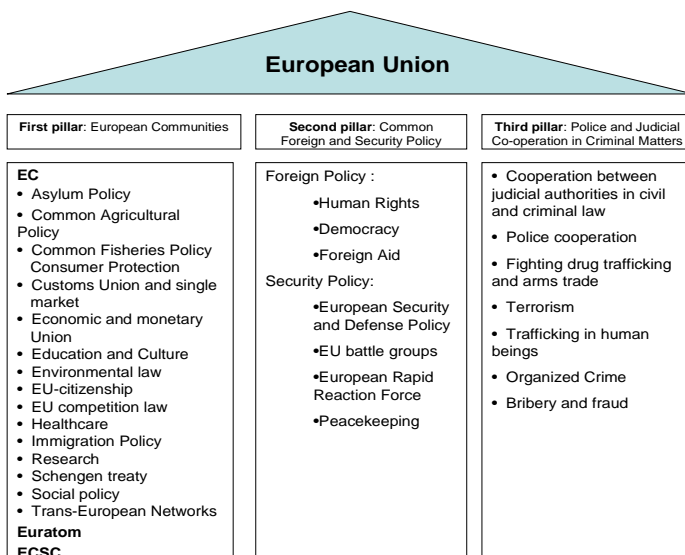 European Union
First pillar: European Communities
Second pillar: Common
Foreign and Security Policy
Third pillar: Police and Judicial
Co-operation in Criminal Matters
EC
• Asylum Policy
• Common Agricultural
Policy
• Common Fisheries Policy
Consumer Protection
• Customs Union and single
market
• Economic and monetary
Union
• Education and Culture
• Environmental law
• EU-citizenship
• EU competition law
• Healthcare
• Immigration Policy
• Research
• Schengen treaty
• Social policy
• Trans-European Networks
Euratom
ECSC
Foreign Policy :
•Human Rights
•Democracy
•Foreign Aid
Security Policy:
•European Security
and Defense Policy
•EU battle groups
•European Rapid
Reaction Force
•Peacekeeping
• Cooperation between
judicial authorities in civil
and criminal law
• Police cooperation
• Fighting drug trafficking
and arms trade
• Terrorism
• Trafficking in human
beings
• Organized Crime
• Bribery and fraud